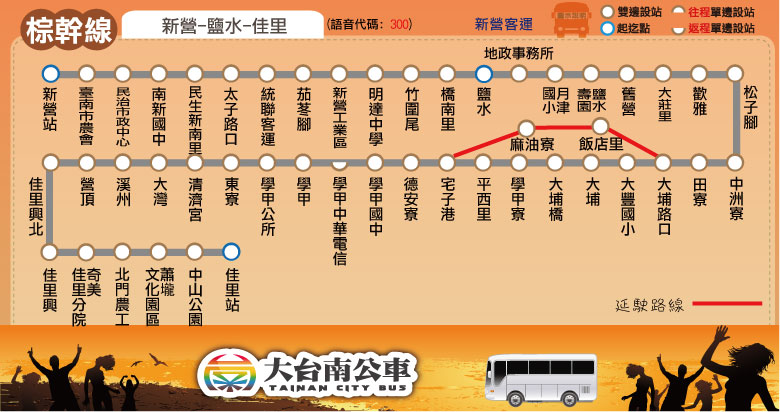 棕幹線
新營-鹽水-佳里
(語音代碼: 300)
新營客運
雙邊設站
往程單邊設站
起迄點
返程單邊設站
地政事務所
新營站
臺南市農會
民治市政中心
南新國中
民生新南里
太子路口
統聯客運
茄苳腳
新營工業區
明達中學
竹圍尾
橋南里
鹽水
月津
國小
鹽水
壽園
舊營
大莊里
歡雅
松子腳
麻油寮
飯店里
佳里興北
營頂
溪州
大灣
清濟宮
東寮
學甲公所
學甲
學甲中華電信
學甲國中
德安寮
宅子港
平西里
學甲寮
大埔橋
大埔
大豐國小
大埔路口
田寮
中洲寮
佳里興
奇美
佳里分院
北門農工
蕭壠
文化園區
中山公園
佳里站
延駛路線
大台南公車
TAINAN CITY BUS